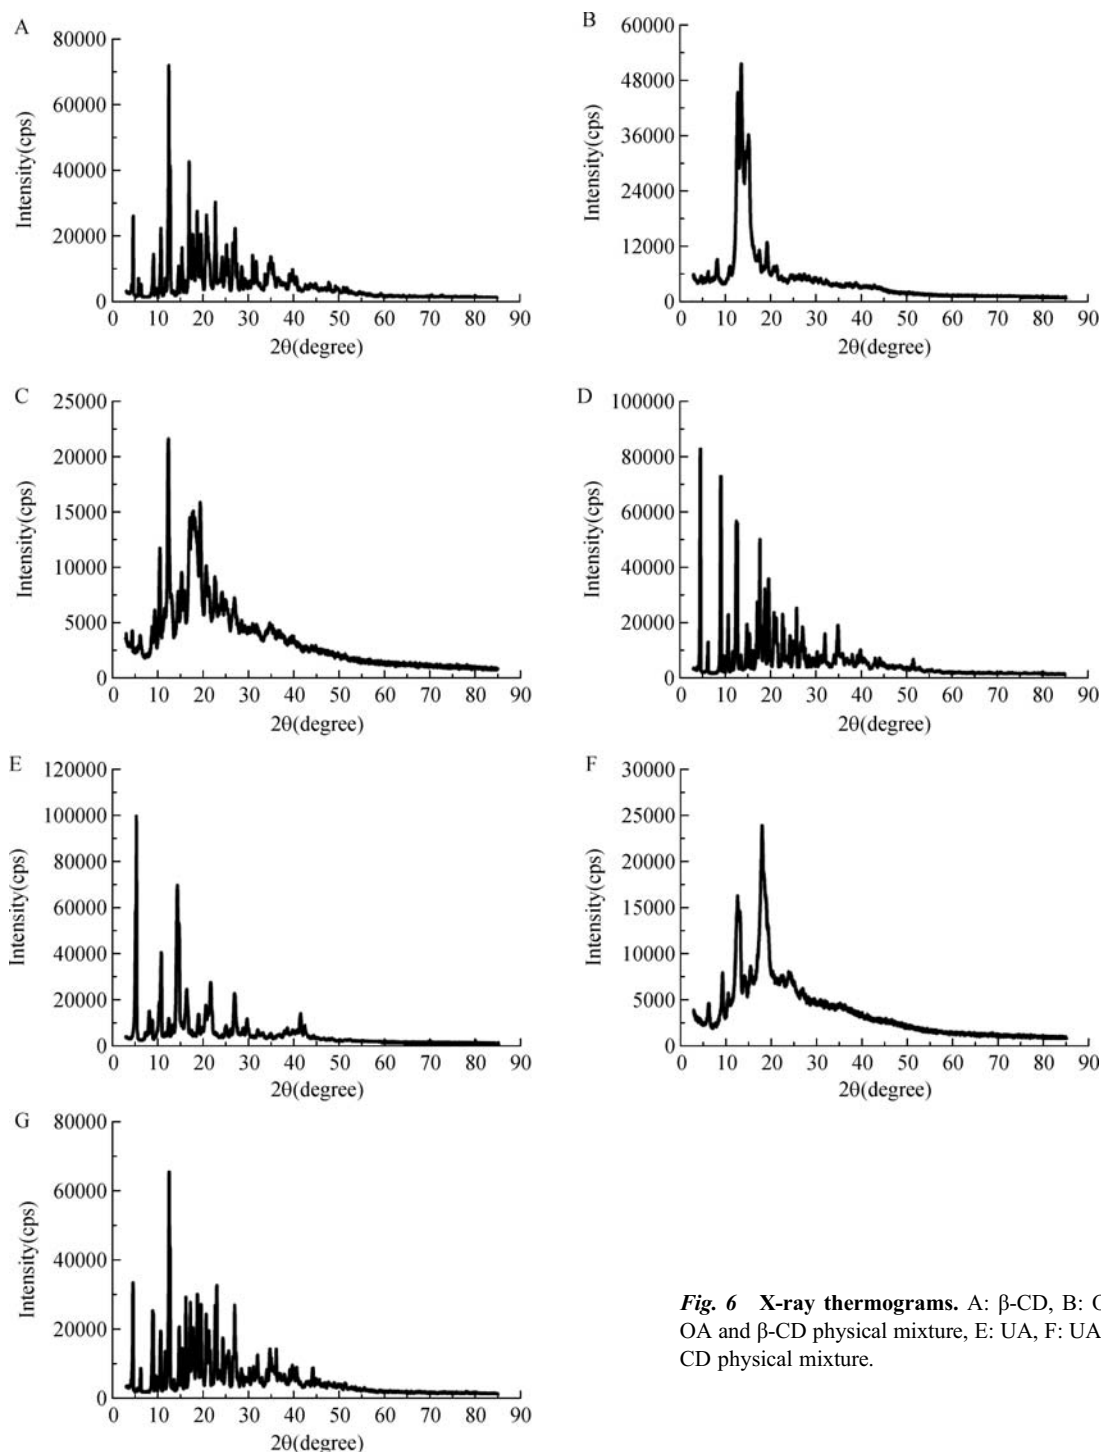 A
80000
60000
40000
20000
0
Intensity(cps)
0 10 20 30 40 50 60 70 80 90
2θ(degree)
B
60000
48000
36000
24000
12000
0
Intensity(cps)
0 10 20 30 40 50 60 70 80 90
2θ(degree)
C
25000
20000
15000
10000
5000
0
Intensity(cps)
0 10 20 30 40 50 60 70 80 90
2θ(degree)
D
100000
80000
60000
40000
20000
0
Intensity(cps)
0 10 20 30 40 50 60 70 80 90
2θ(degree)
E
120000
100000
80000
60000
40000
20000
0
Intensity(cps)
0 10 20 30 40 50 60 70 80 90
2θ(degree)
F
30000
25000
20000
15000
10000
5000
0
Intensity(cps)
0 10 20 30 40 50 60 70 80 90
2θ(degree)
G
80000
60000
40000
20000
0
Intensity(cps)
0 10 20 30 40 50 60 70 80 90
2θ(degree)
Fig. 6 X-ray thermograms. A: β-CD, B:
OA and β-CD physical mixture, E: UA, F: UA
CD physical mixture.